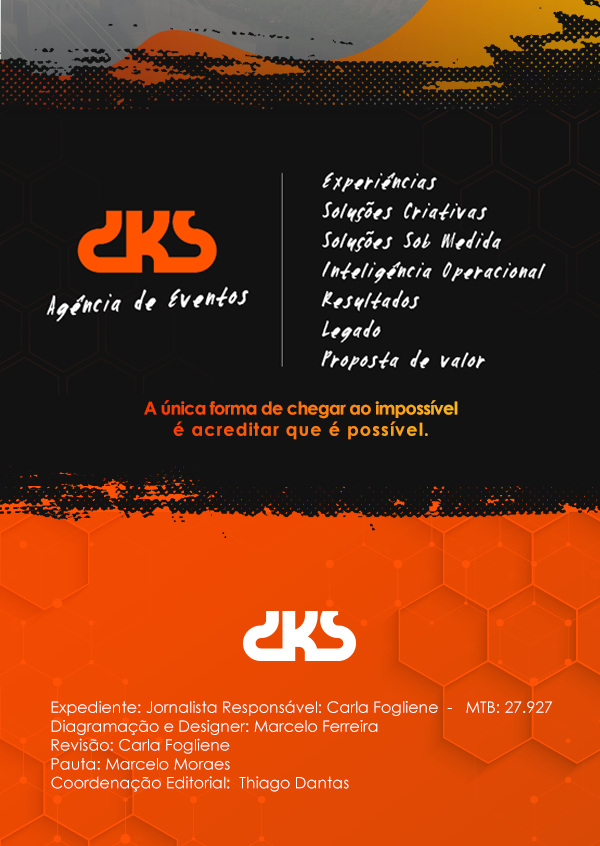 DKS
Agência de Eventos
Experiências
Soluções Criativas
Soluções Sob Medida
Inteligência Operacional
Resultados
Legado
Proposta de valor
A única forma de chegar ao impossível
é acreditar que é possível.
DKS
Expediente: Jornalista Responsável: Carla Fogliene - MTB: 27.927
Diagramação e Designer: Marcelo Ferreira
Revisão: Carla Fogliene
Pauta: Marcelo Moraes
Coordenação Editorial: Thiago Dantas